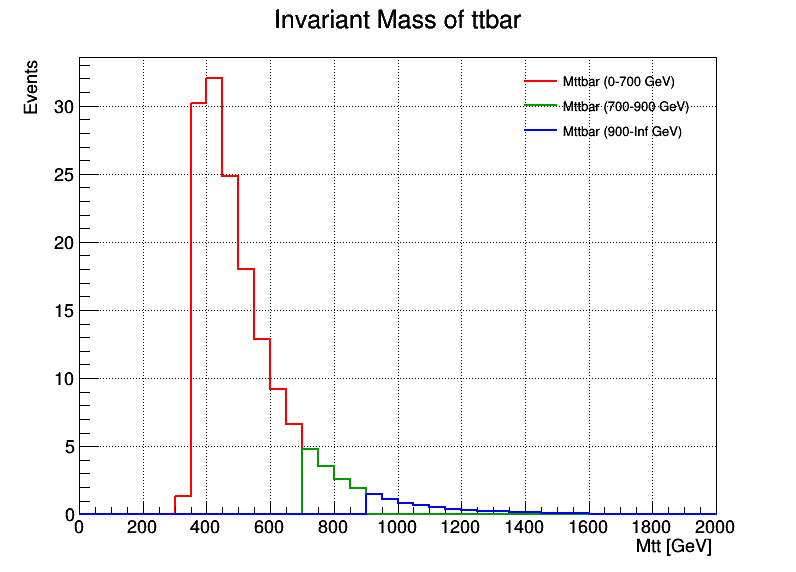 Invariant Mass of ttbar
Events
Mttbar (0-700 GeV)
Mttbar (700-900 GeV)
Mttbar (900-Inf GeV)
30
25
20
15
10
5
0
0 200 400 600 800 1000 1200 1400 1600 1800 2000
Mtt [GeV]